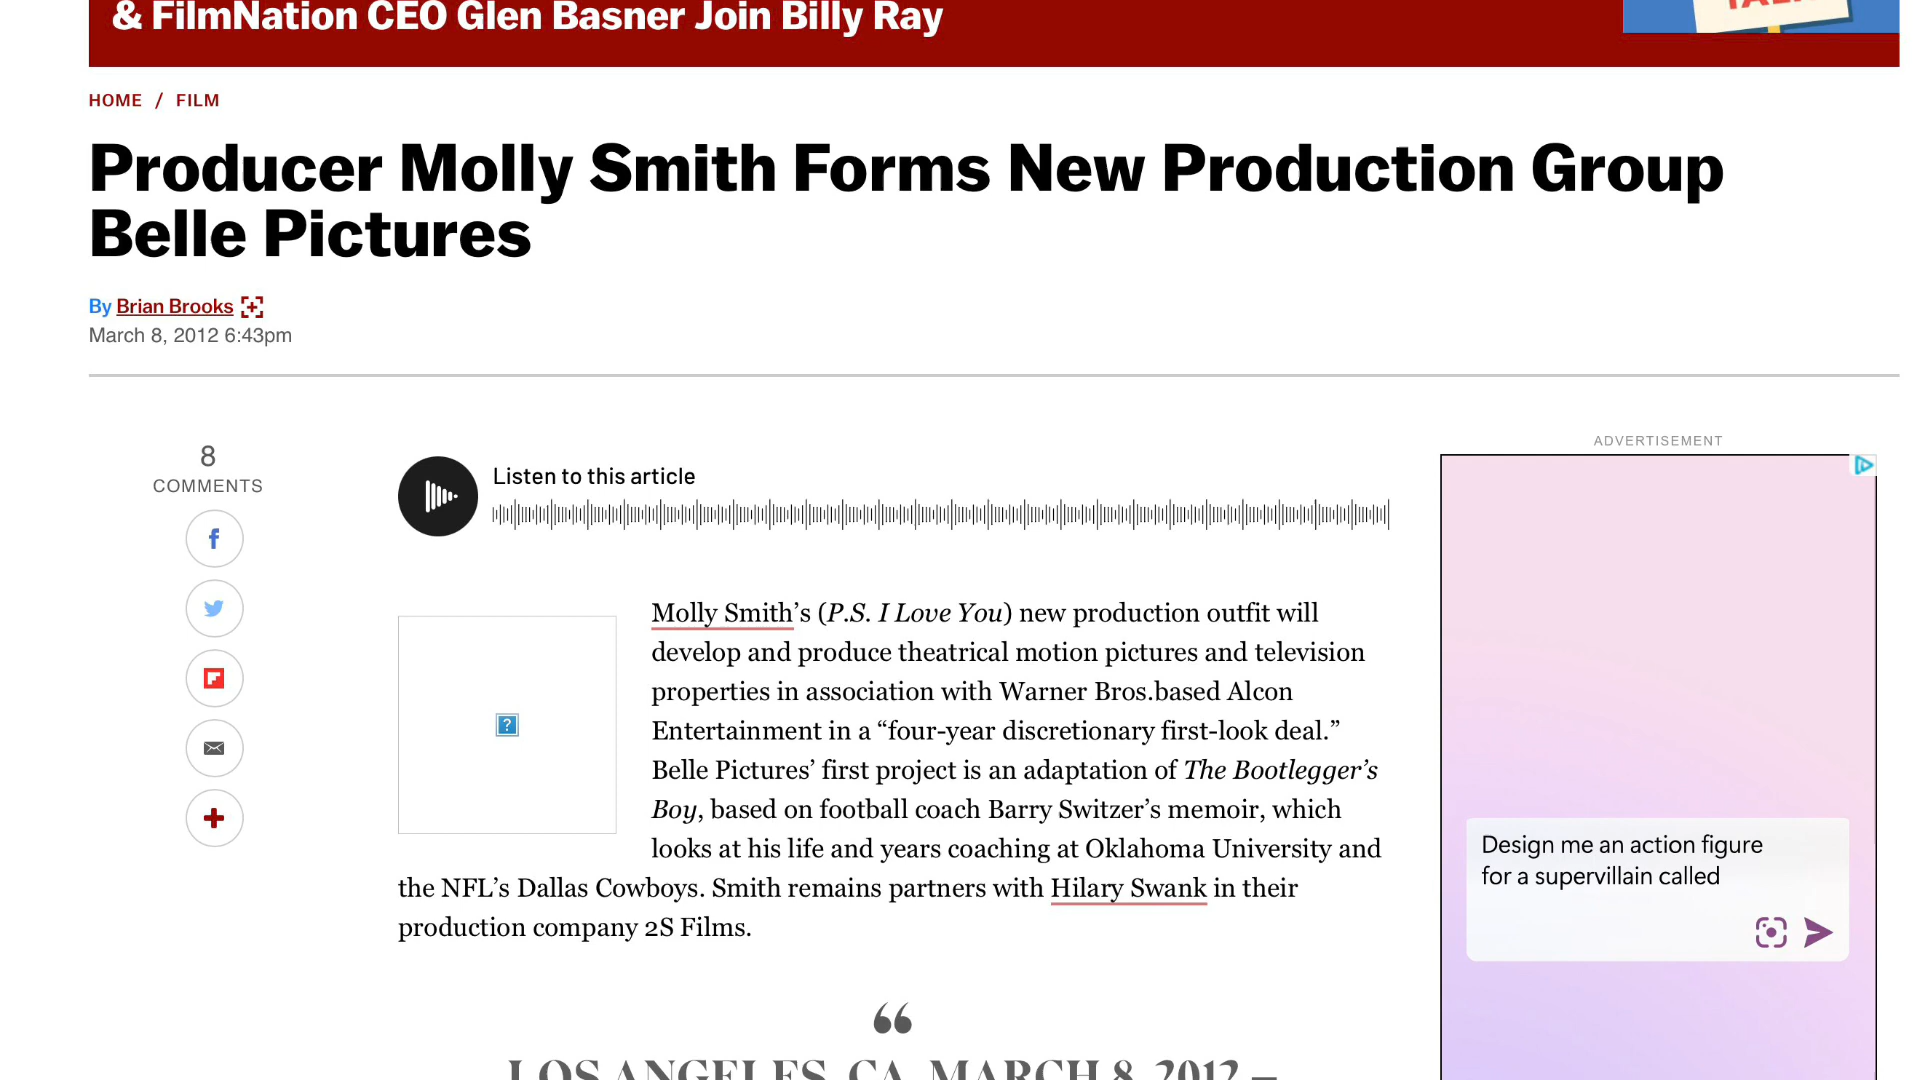 & FilmNation CEO Glen Basner Join Billy Ray
HOME / FILM
Producer Molly Smith Forms New Production Group
Belle Pictures
By Brian Brooks
March 8, 2012 6:43pm
8
COMMENTS
Listen to this article
Molly Smith’s (P.S. I Love You) new production outfit will
develop and produce theatrical motion pictures and television
properties in association with Warner Bros.based Alcon
Entertainment in a “four-year discretionary first-look deal.”
Belle Pictures’ first project is an adaptation of The Bootlegger’s
Boy, based on football coach Barry Switzer’s memoir, which
looks at his life and years coaching at Oklahoma University and
the NFL’s Dallas Cowboys. Smith remains partners with Hilary Swank in their
production company 2S Films.
“
LOS ANGELES, CA, MARCH 8, 2012 –
ADVERTISEMENT
Design me an action figure
for a supervillain called